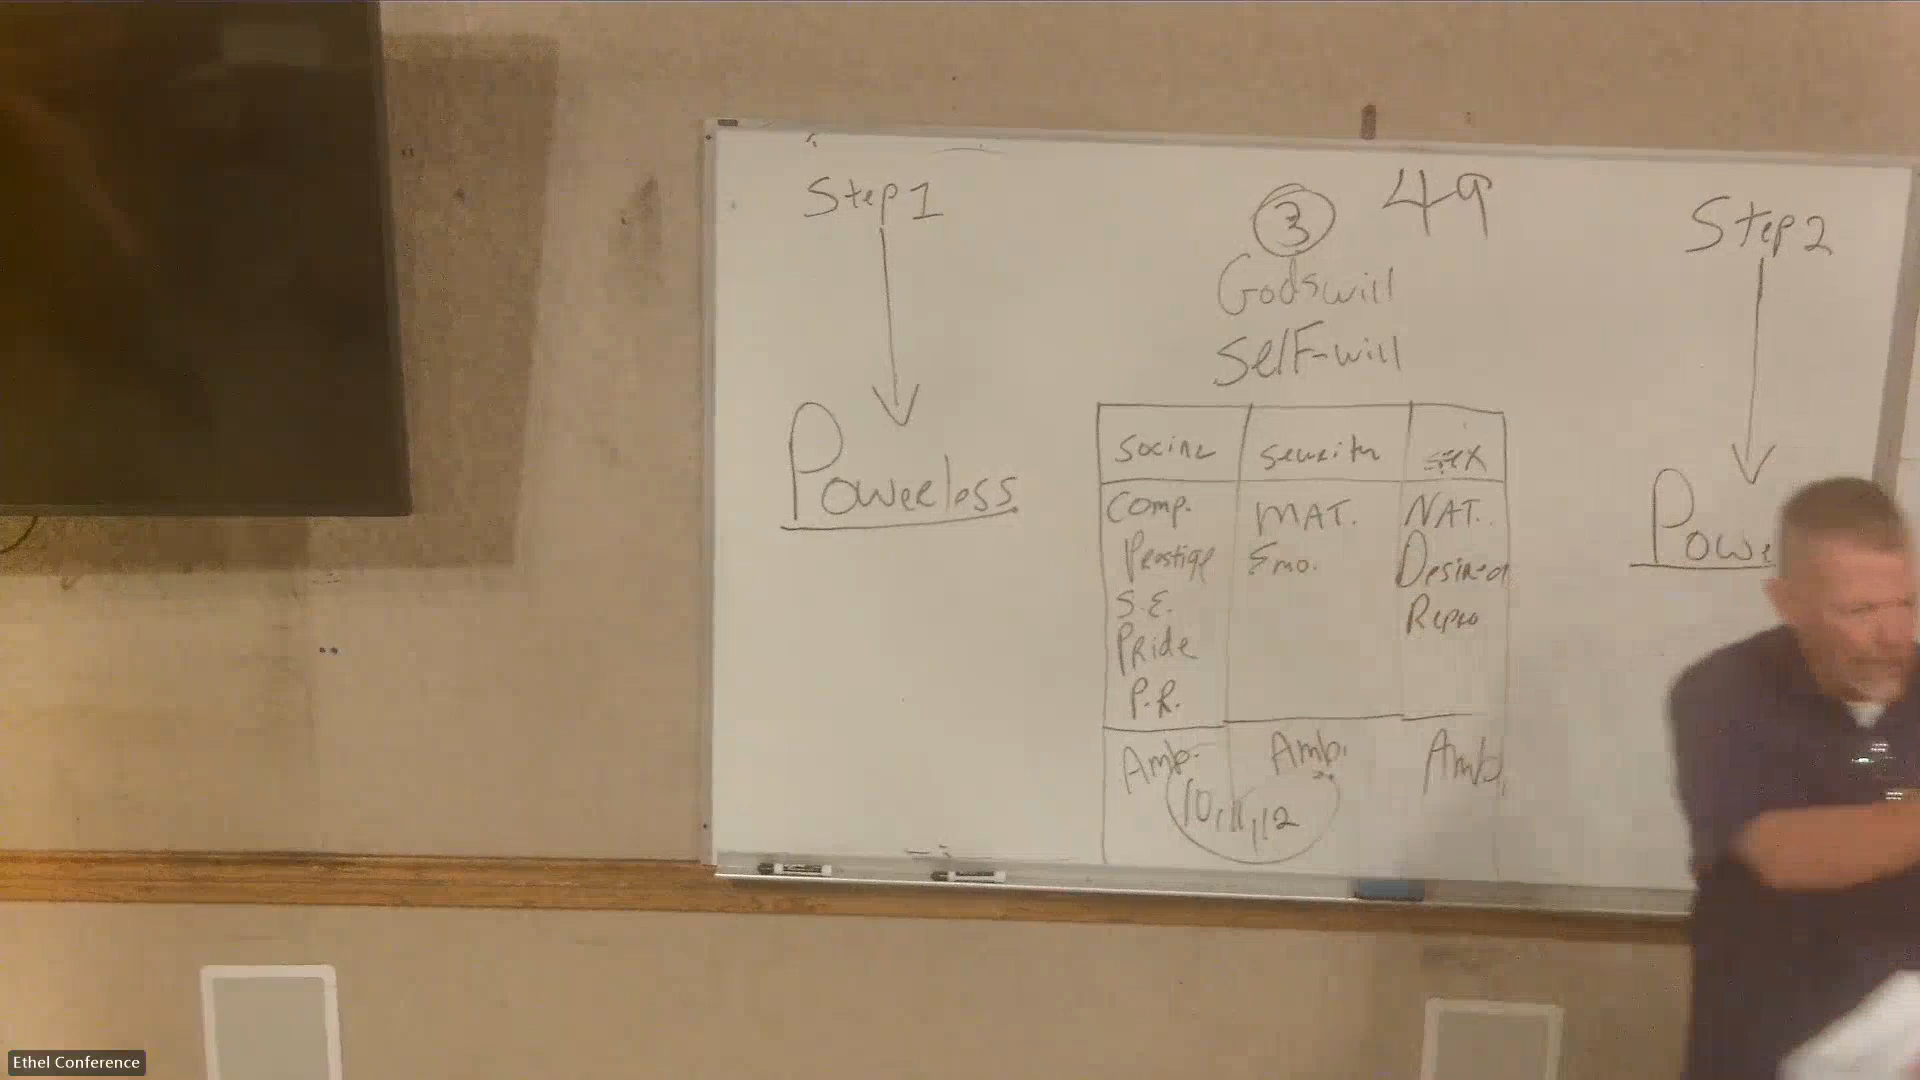 Step 1
③ 49
Step 2
Godswill
Self-will
Powerless
Powe
Social
Security
Sex
Comp.
Prestige
S.E.
Pride
P.R.
MAT.
Emo.
NAT.
Desired
Repro
Amb.
Amb.
Amb.
10, 11, 12
Ethel Conference